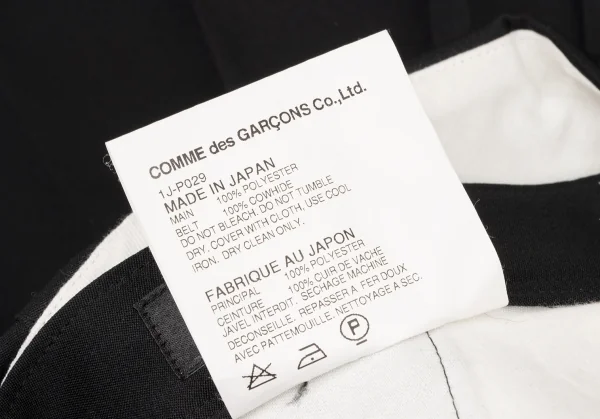 COMME des GARÇONS Co.,Ltd.
1J-P029
MADE IN JAPAN
MAIN 100% POLYESTER
BELT 100% COWHIDE
DO NOT BLEACH. DO NOT TUMBLE
DRY. COVER WITH CLOTH, USE COOL
IRON. DRY CLEAN ONLY.
FABRIQUE AU JAPON
PRINCIPAL 100% POLYESTER
CEINTURE 100% CUIR DE VACHE
JAVEL INTERDIT. SECHAGE MACHINE
DECONSEILLE. REPASSER A FER DOUX
AVEC PATTEMOUILLE. NETTOYAGE A SEC.
P